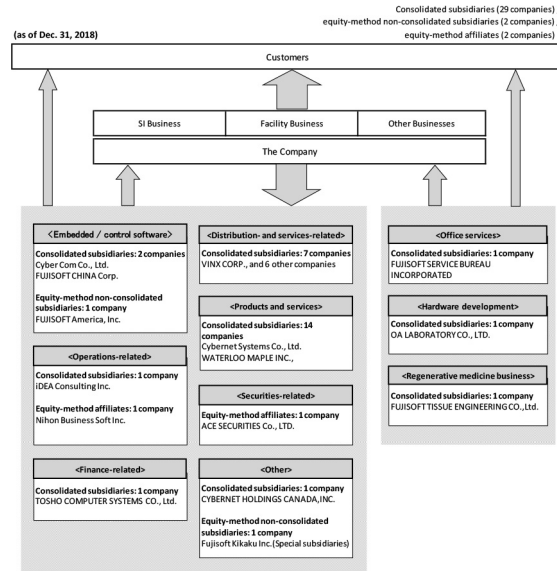 Consolidated subsidiaries (29 companies)
equity-method non-consolidated subsidiaries (2 companies)
(as of Dec. 31, 2018)
equity-method affiliates (2 companies)
Customers
SI Business
Facility Business
Other Businesses
The Company
<Embedded / control software>
Consolidated subsidiaries: 2 companies
Cyber Com Co., Ltd.
FUJISOFT CHINA Corp.
Equity-method non-consolidated
subsidiaries: 1 company
FUJISOFT America, Inc.
<Operations-related>
Consolidated subsidiaries: 1 company
iDEA Consulting Inc.
Equity-method affiliates: 1 company
Nihon Business Soft Inc.
<Finance-related>
Consolidated subsidiaries: 1 company
TOSHO COMPUTER SYSTEMS CO., Ltd.
<Distribution- and services-related>
Consolidated subsidiaries: 7 companies
VINX CORP., and 6 other companies
<Products and services>
Consolidated subsidiaries: 14
companies
Cybernet Systems Co., Ltd.
WATERLOO MAPLE INC.,
<Securities-related>
Equity-method affiliates: 1 company
ACE SECURITIES Co., LTD.
<Other>
Consolidated subsidiaries: 1 company
CYBERNET HOLDINGS CANADA,INC.
Equity-method non-consolidated
subsidiaries: 1 company
Fujisoft Kikaku Inc.(Special subsidiaries)
<Office services>
Consolidated subsidiaries: 1 company
FUJISOFT SERVICE BUREAU
INCORPORATED
<Hardware development>
Consolidated subsidiaries: 1 company
OA LABORATORY CO., LTD.
<Regenerative medicine business>
Consolidated subsidiaries: 1 company
FUJISOFT TISSUE ENGINEERING CO.,Ltd.